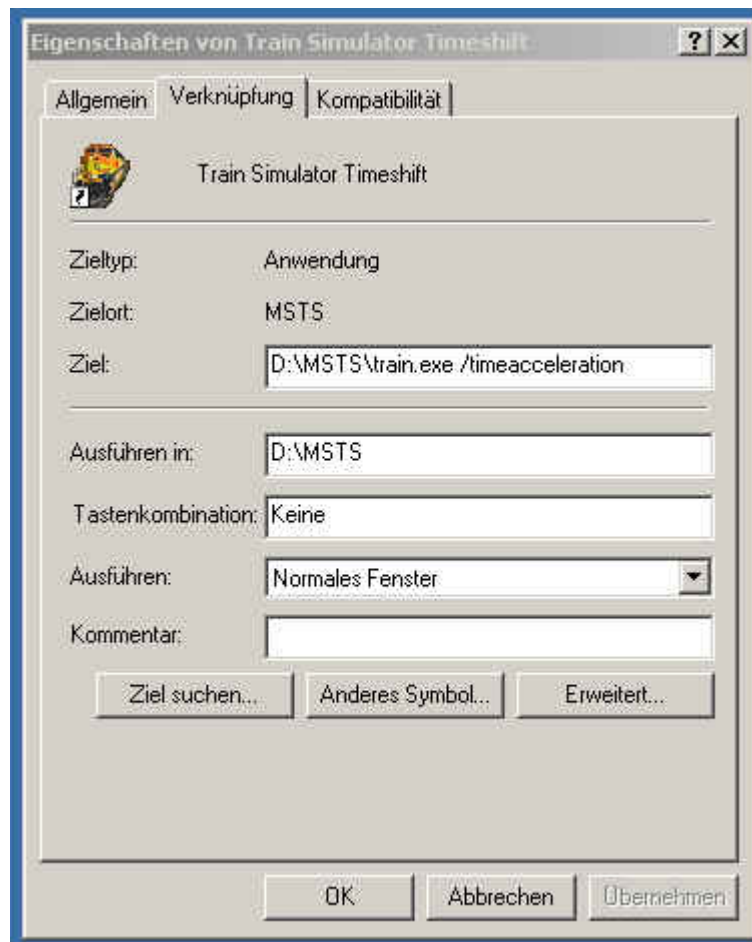 Eigenschaften von Train Simulator Timeshift
Allgemein Verknüpfung Kompatibilität
Train Simulator Timeshift
Zieltyp: Anwendung
Zielort: MSTS
Ziel: D:\MSTS\train.exe /timeacceleration
Ausführen in: D:\MSTS
Tastenkombination: Keine
Ausführen: Normales Fenster
Kommentar:
Ziel suchen... Anderes Symbol... Erweitert...
OK Abbrechen Übernehmen